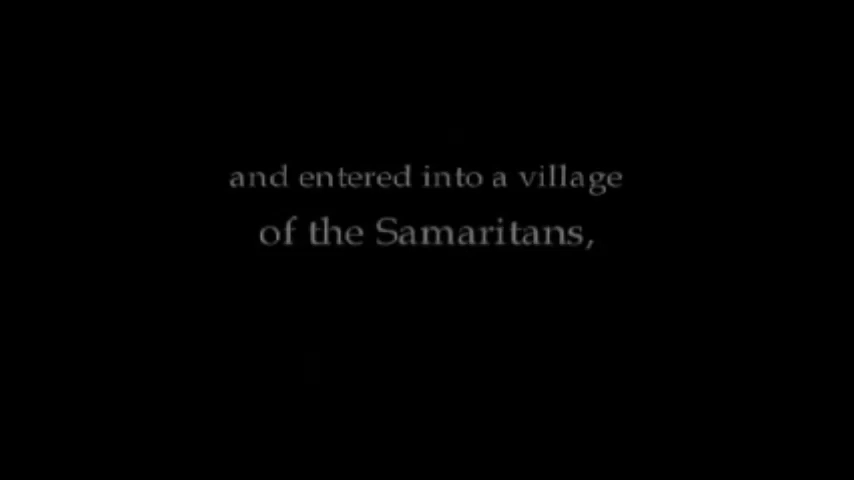 and entered into a village
of the Samaritans,